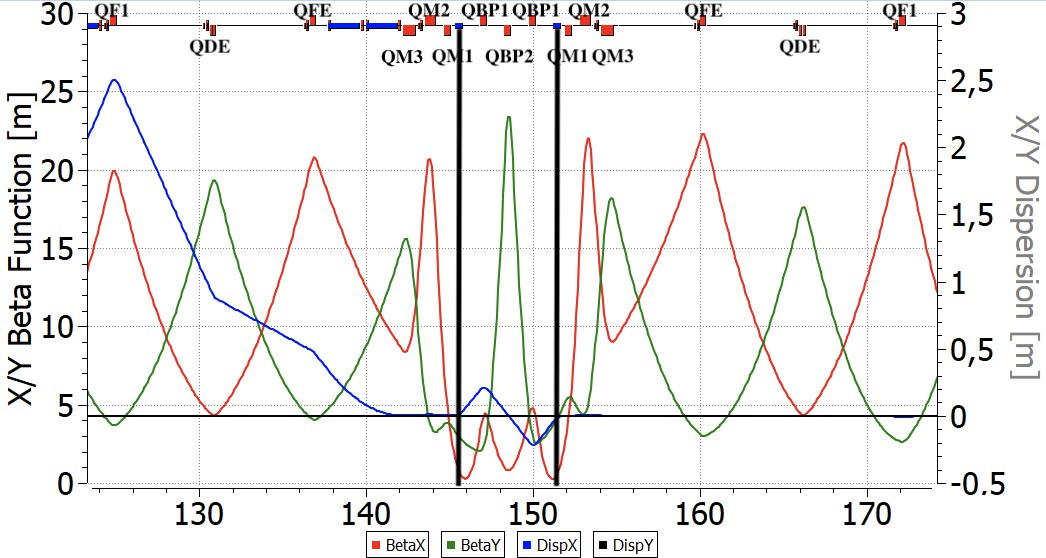 QF1 QFE QM2 QBP1 QBP1 QM2 QFE QF1
QDE QM3 QM1 QBP2 QM1 QM3 QDE
X/Y Beta Function [m]
30
25
20
15
10
5
0
3
2,5
2
1,5
1
0,5
0
-0,5
X/Y Dispersion [m]
130 140 150 160 170
BetaX BetaY DispX DispY